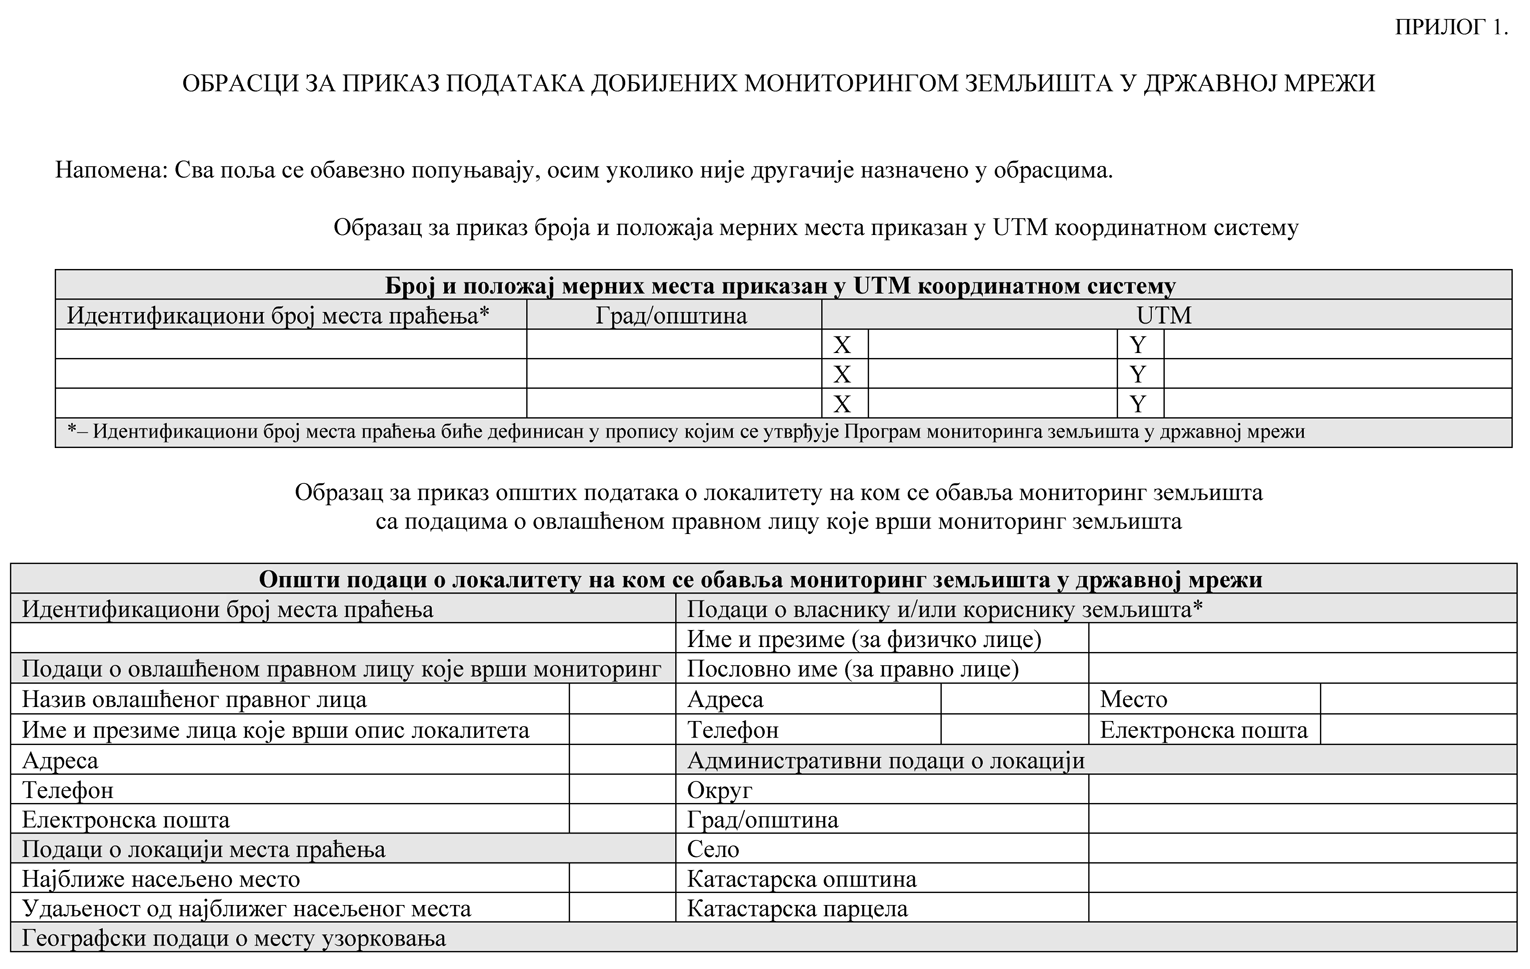 ПРИЛОГ 1.
ОБРАСЦИ ЗА ПРИКАЗ ПОДАТАКА ДОБИЈЕНИХ МОНИТОРИНГОМ ЗЕМЉИШТА У ДРЖАВНОЈ МРЕЖИ
Напомена: Сва поља се обавезно попуњавају, осим уколико није другачије назначено у обрасцима.
Образац за приказ броја и положаја мерних места приказан у UTM координатном систему
Број и положај мерних места приказан у UTM координатном систему
Идентификациони број места праћења* Град/општина UTM
X Y
X Y
X Y
*– Идентификациони број места праћења биће дефинисан у пропису којим се утврђује Програм мониторинга земљишта у државној мрежи
Образац за приказ општих података о локалитету на ком се обавља мониторинг земљишта
са подацима о овлашћеном правном лицу које врши мониторинг земљишта
Општи подаци о локалитету на ком се обавља мониторинг земљишта у државној мрежи
Идентификациони број места праћења Подаци о власнику и/или кориснику земљишта*
Име и презиме (за физичко лице)
Подаци о овлашћеном правном лицу које врши мониторинг Пословно име (за правно лице)
Назив овлашћеног правног лица Адреса Место
Име и презиме лица које врши опис локалитета Телефон Електронска пошта
Адреса Административни подаци о локацији
Телефон Округ
Електронска пошта Град/општина
Подаци о локацији места праћења Село
Најближе насељено место Катастарска општина
Удаљеност од најближег насељеног места Катастарска парцела
Географски подаци о месту узорковања